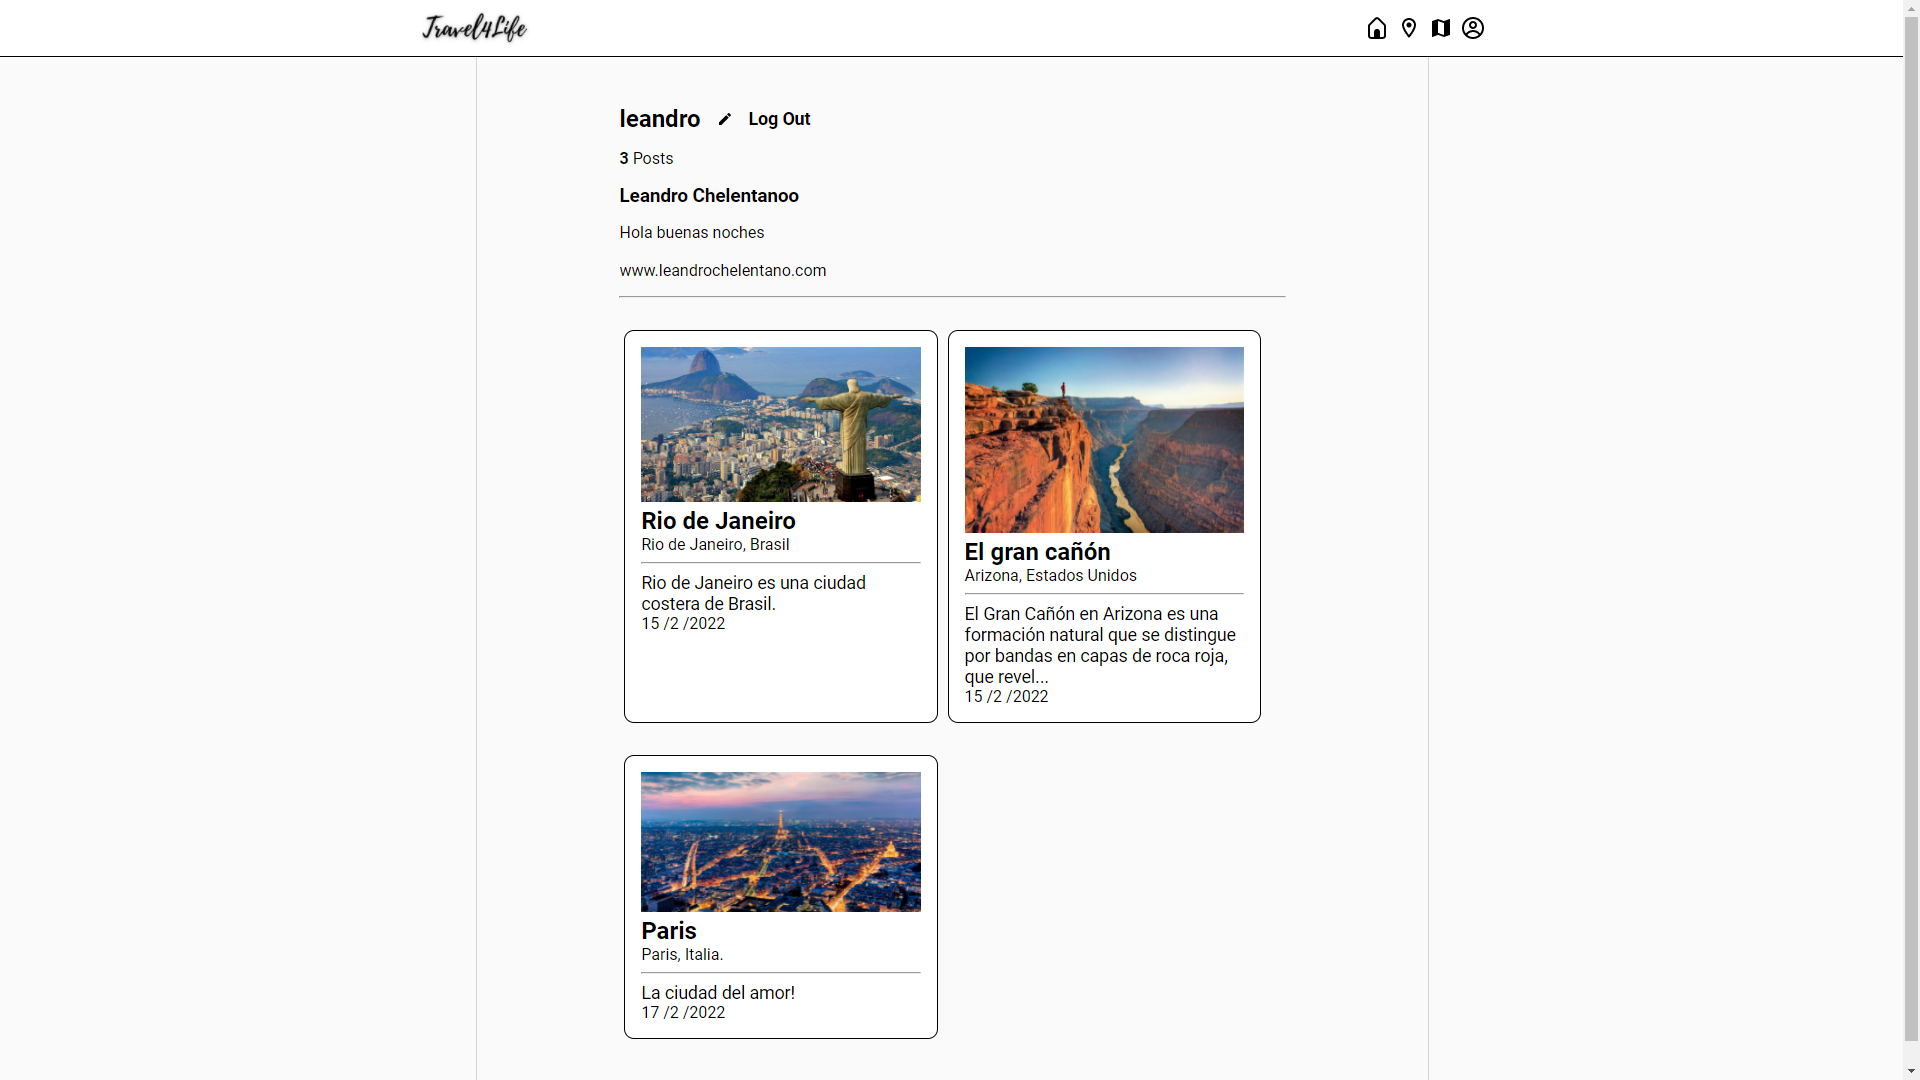 Travel4Life
leandro Log Out
3 Posts
Leandro Chelentanoo
Hola buenas noches
www.leandrochelentano.com
Rio de Janeiro
Rio de Janeiro, Brasil
Rio de Janeiro es una ciudad
costera de Brasil.
15 /2 /2022
El gran cañón
Arizona, Estados Unidos
El Gran Cañón en Arizona es una
formación natural que se distingue
por bandas en capas de roca roja,
que revel...
15 /2 /2022
Paris
Paris, Italia.
La ciudad del amor!
17 /2 /2022